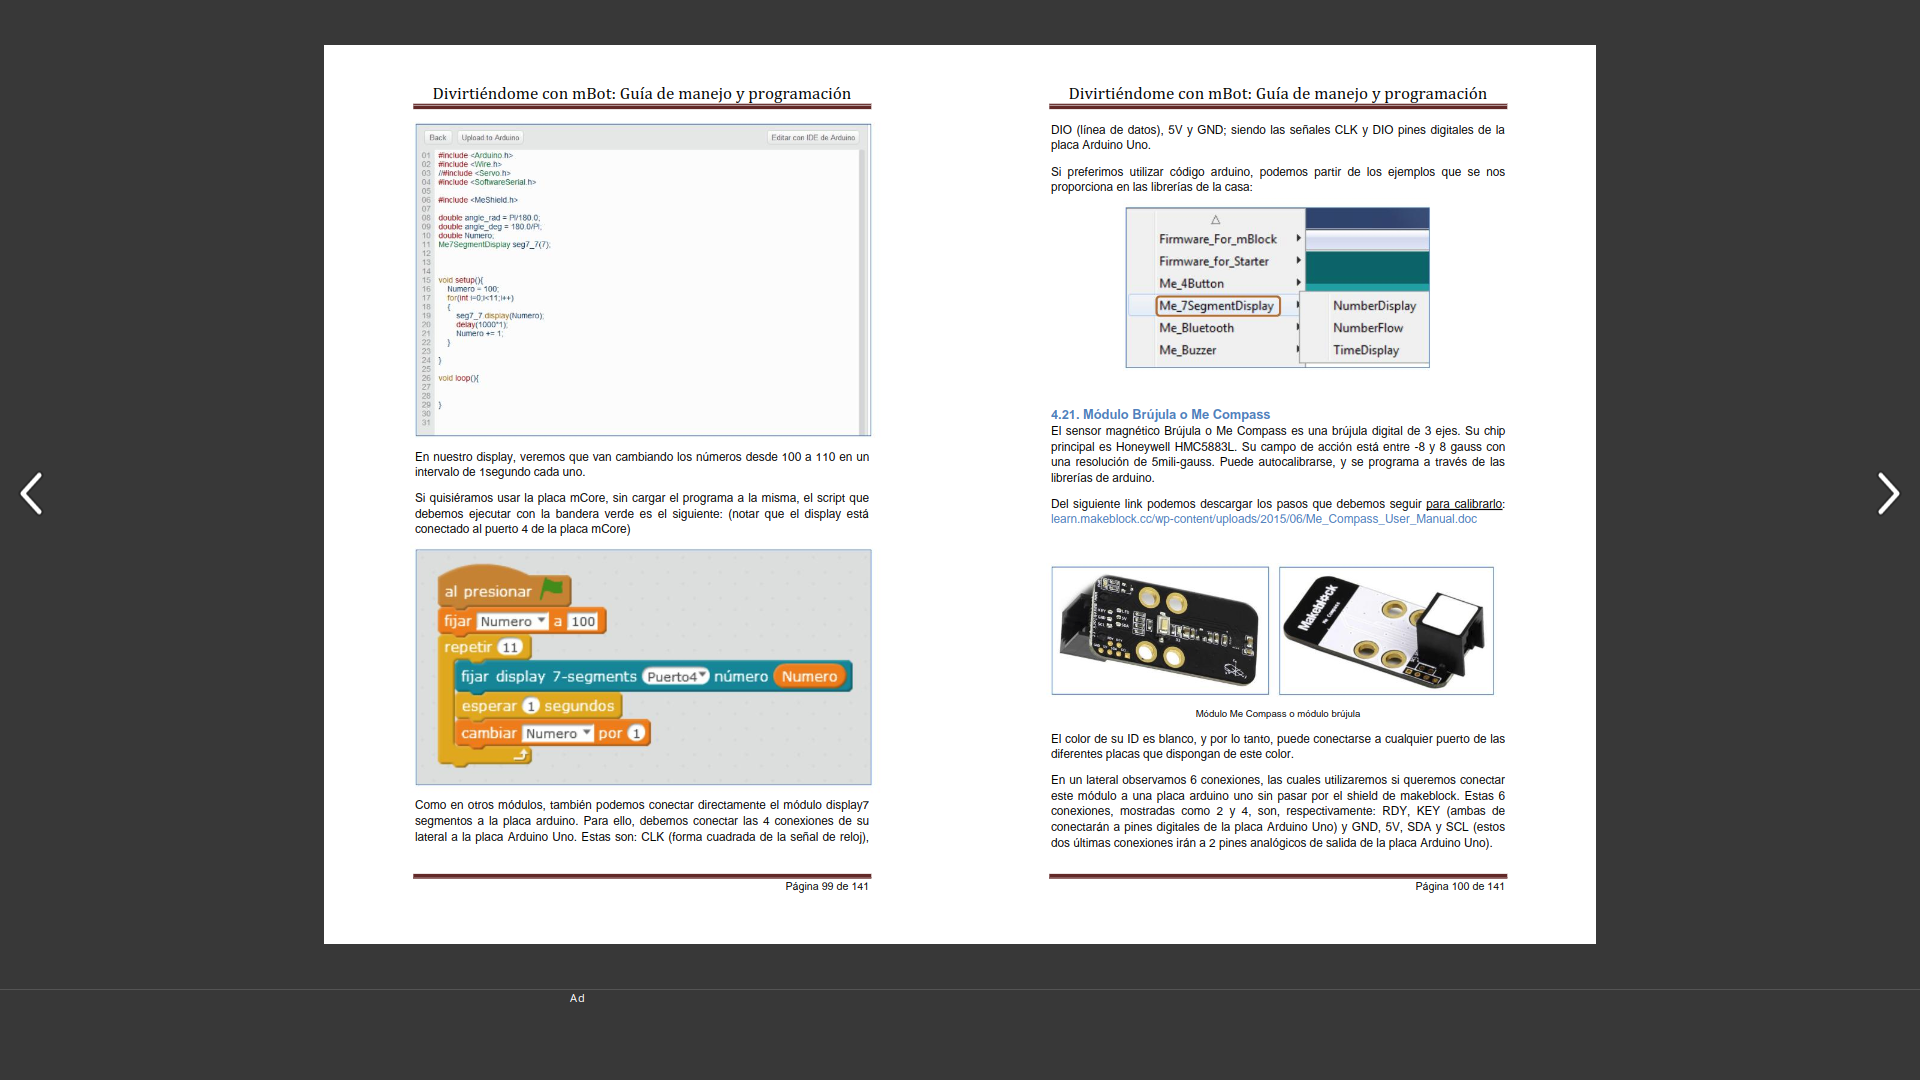 Divirtiéndome con mBot: Guía de manejo y programación
Back
Upload to Arduino
Editar con IDE de Arduino
01 #include <Arduino.h>
02 #include <Wire.h>
03 //#include <Servo.h>
04 #include <SoftwareSerial.h>
05
06 #include <MeShield.h>
07
08 double angle_rad = PI/180.0;
09 double angle_deg = 180.0/PI;
10 double Numero;
11 Me7SegmentDisplay seg7_7(7);
12
13
14
15 void setup(){
16 Numero = 100;
17 for(int i=0;i<11;i++)
18 {
19 seg7_7.display(Numero);
20 delay(1000*1);
21 Numero += 1;
22 }
23
24 }
25
26 void loop(){
27
28
29 }
30
31
En nuestro display, veremos que van cambiando los números desde 100 a 110 en un
intervalo de 1segundo cada uno.
Si quisiéramos usar la placa mCore, sin cargar el programa a la misma, el script que
debemos ejecutar con la bandera verde es el siguiente: (notar que el display está
conectado al puerto 4 de la placa mCore)
al presionar
fijar Numero a 100
repetir 11
fijar display 7-segments Puerto4 número Numero
esperar 1 segundos
cambiar Numero por 1
Como en otros módulos, también podemos conectar directamente el módulo display7
segmentos a la placa arduino. Para ello, debemos conectar las 4 conexiones de su
lateral a la placa Arduino Uno. Estas son: CLK (forma cuadrada de la señal de reloj),
Página 99 de 141
Divirtiéndome con mBot: Guía de manejo y programación
DIO (línea de datos), 5V y GND; siendo las señales CLK y DIO pines digitales de la
placa Arduino Uno.
Si preferimos utilizar código arduino, podemos partir de los ejemplos que se nos
proporciona en las librerías de la casa:
Firmware_For_mBlock
Firmware_for_Starter
Me_4Button
Me_7SegmentDisplay
Me_Bluetooth
Me_Buzzer
NumberDisplay
NumberFlow
TimeDisplay
4.21. Módulo Brújula o Me Compass
El sensor magnético Brújula o Me Compass es una brújula digital de 3 ejes. Su chip
principal es Honeywell HMC5883L. Su campo de acción está entre -8 y 8 gauss con
una resolución de 5mili-gauss. Puede autocalibrarse, y se programa a través de las
librerías de arduino.
Del siguiente link podemos descargar los pasos que debemos seguir para calibrarlo:
learn.makeblock.cc/wp-content/uploads/2015/06/Me_Compass_User_Manual.doc
Makeblock
Me Compass
Módulo Me Compass o módulo brújula
El color de su ID es blanco, y por lo tanto, puede conectarse a cualquier puerto de las
diferentes placas que dispongan de este color.
En un lateral observamos 6 conexiones, las cuales utilizaremos si queremos conectar
este módulo a una placa arduino uno sin pasar por el shield de makeblock. Estas 6
conexiones, mostradas como 2 y 4, son, respectivamente: RDY, KEY (ambas de
conectarán a pines digitales de la placa Arduino Uno) y GND, 5V, SDA y SCL (estos
dos últimas conexiones irán a 2 pines analógicos de salida de la placa Arduino Uno).
Página 100 de 141
Ad